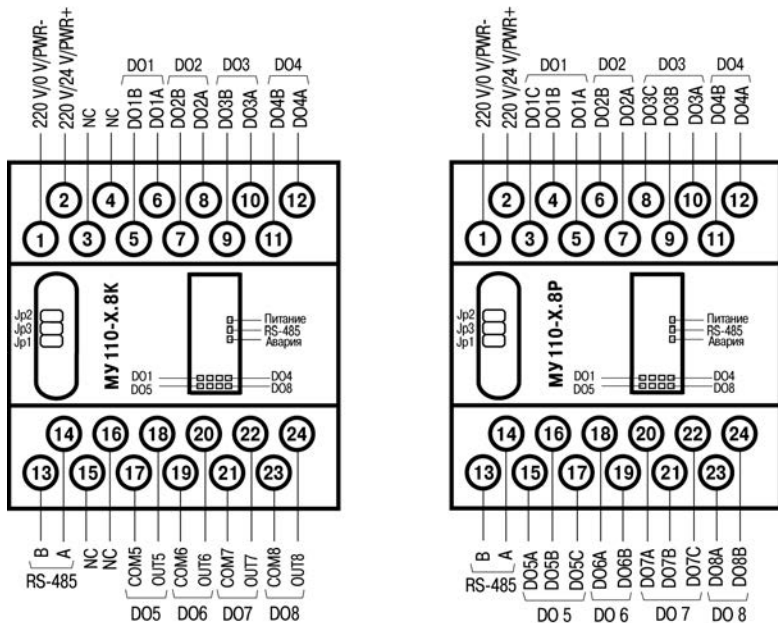 220 V/0 V/PWR-
220 V/24 V/PWR+
NC
NC
DO1B
DO1A
DO2B
DO2A
DO3B
DO3A
DO4B
DO4A
DO1
DO2
DO3
DO4
2
4
6
8
10
12
1
3
5
7
9
11
Jp2
Jp3
Jp1
МУ110-Х.8К
Питание
RS-485
Авария
DO1
DO4
DO5
DO8
14
16
18
20
22
24
13
15
17
19
21
23
B
A
NC
NC
COM5
OUT5
COM6
OUT6
COM7
OUT7
COM8
OUT8
RS-485
DO5
DO6
DO7
DO8
220 V/0 V/PWR-
220 V/24 V/PWR+
DO1C
DO1B
DO1A
DO2B
DO2A
DO3C
DO3B
DO3A
DO4B
DO4A
DO1
DO2
DO3
DO4
2
4
6
8
10
12
1
3
5
7
9
11
Jp2
Jp3
Jp1
МУ110-Х.8Р
Питание
RS-485
Авария
DO1
DO4
DO5
DO8
14
16
18
20
22
24
13
15
17
19
21
23
B
A
DO5A
DO5B
DO5C
DO6A
DO6B
DO7A
DO7B
DO7C
DO8A
DO8B
RS-485
DO 5
DO 6
DO 7
DO 8